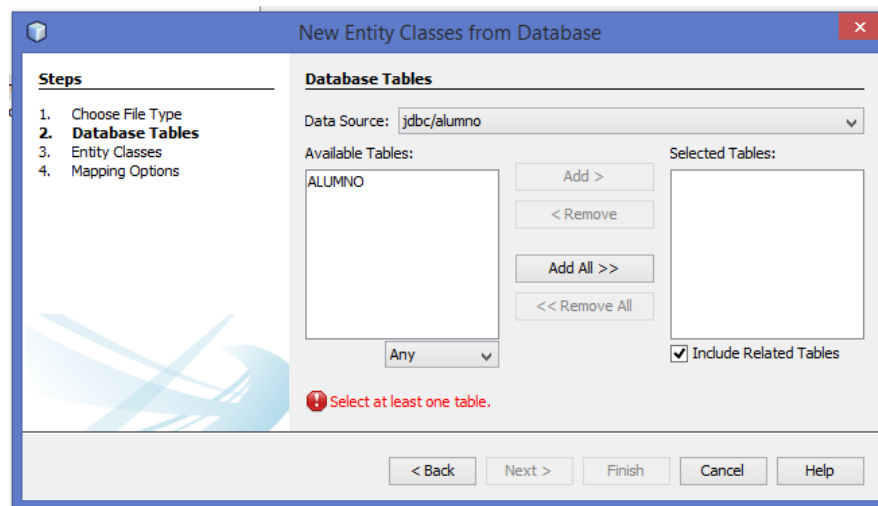 New Entity Classes from Database
Steps
1. Choose File Type
2. Database Tables
3. Entity Classes
4. Mapping Options
Database Tables
Data Source: jdbc/alumno
Available Tables:
ALUMNO
Any
Add >
< Remove
Add All >>
<< Remove All
Selected Tables:
Include Related Tables
Select at least one table.
< Back Next > Finish Cancel Help